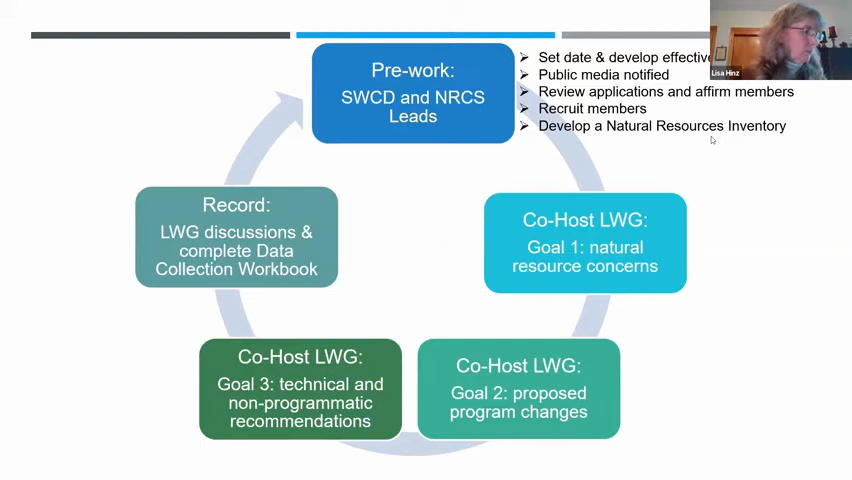 Pre-work:
SWCD and NRCS
Leads
Set date & develop effective
Public media notified
Review applications and affirm members
Recruit members
Develop a Natural Resources Inventory
Lisa Hinz
Co-Host LWG:
Goal 1: natural
resource concerns
Co-Host LWG:
Goal 2: proposed
program changes
Co-Host LWG:
Goal 3: technical and
non-programmatic
recommendations
Record:
LWG discussions &
complete Data
Collection Workbook